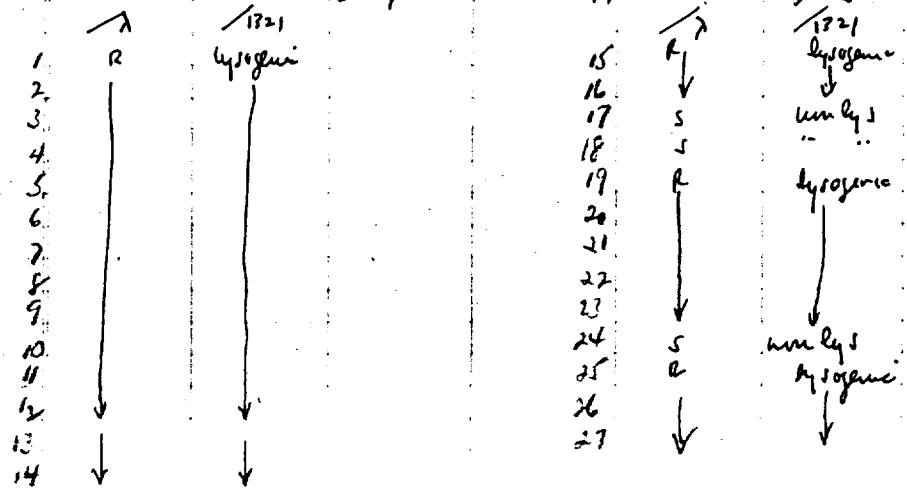 λ /1321
1 R lysogenic
2
3
4
5
6
7
8
9
10
11
12
13
14
λ /1321
15 R lysogenic
16
17 S non lys
18 S " "
19 R lysogenic
20
21
22
23
24 S non lys
25 R lysogenic
26
27